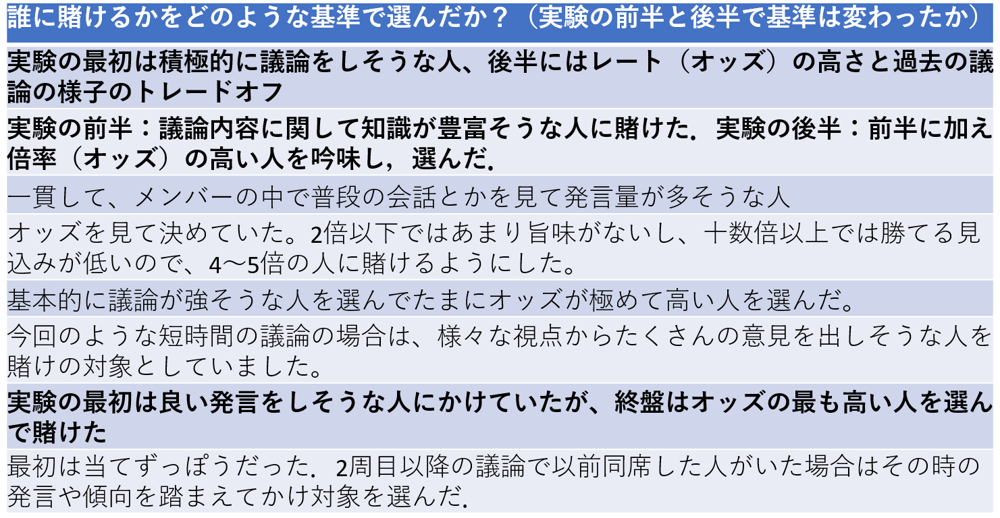 誰に賭けるかをどのような基準で選んだか？（実験の前半と後半で基準は変わったか）
実験の最初は積極的に議論をしそうな人、後半にはレート（オッズ）の高さと過去の議
論の様子のトレードオフ
実験の前半：議論内容に関して知識が豊富そうな人に賭けた．実験の後半：前半に加え
倍率（オッズ）の高い人を吟味し，選んだ．
一貫して、メンバーの中で普段の会話とかを見て発言量が多そうな人
オッズを見て決めていた。2倍以下ではあまり旨味がないし、十数倍以上では勝てる見
込みが低いので、4～5倍の人に賭けるようにした。
基本的に議論が強そうな人を選んでたまにオッズが極めて高い人を選んだ。
今回のような短時間の議論の場合は、様々な視点からたくさんの意見を出しそうな人を
賭けの対象としていました。
実験の最初は良い発言をしそうな人にかけていたが、終盤はオッズの最も高い人を選ん
で賭けた
最初は当てずっぽうだった．2周目以降の議論で以前同席した人がいた場合はその時の
発言や傾向を踏まえてかけ対象を選んだ．